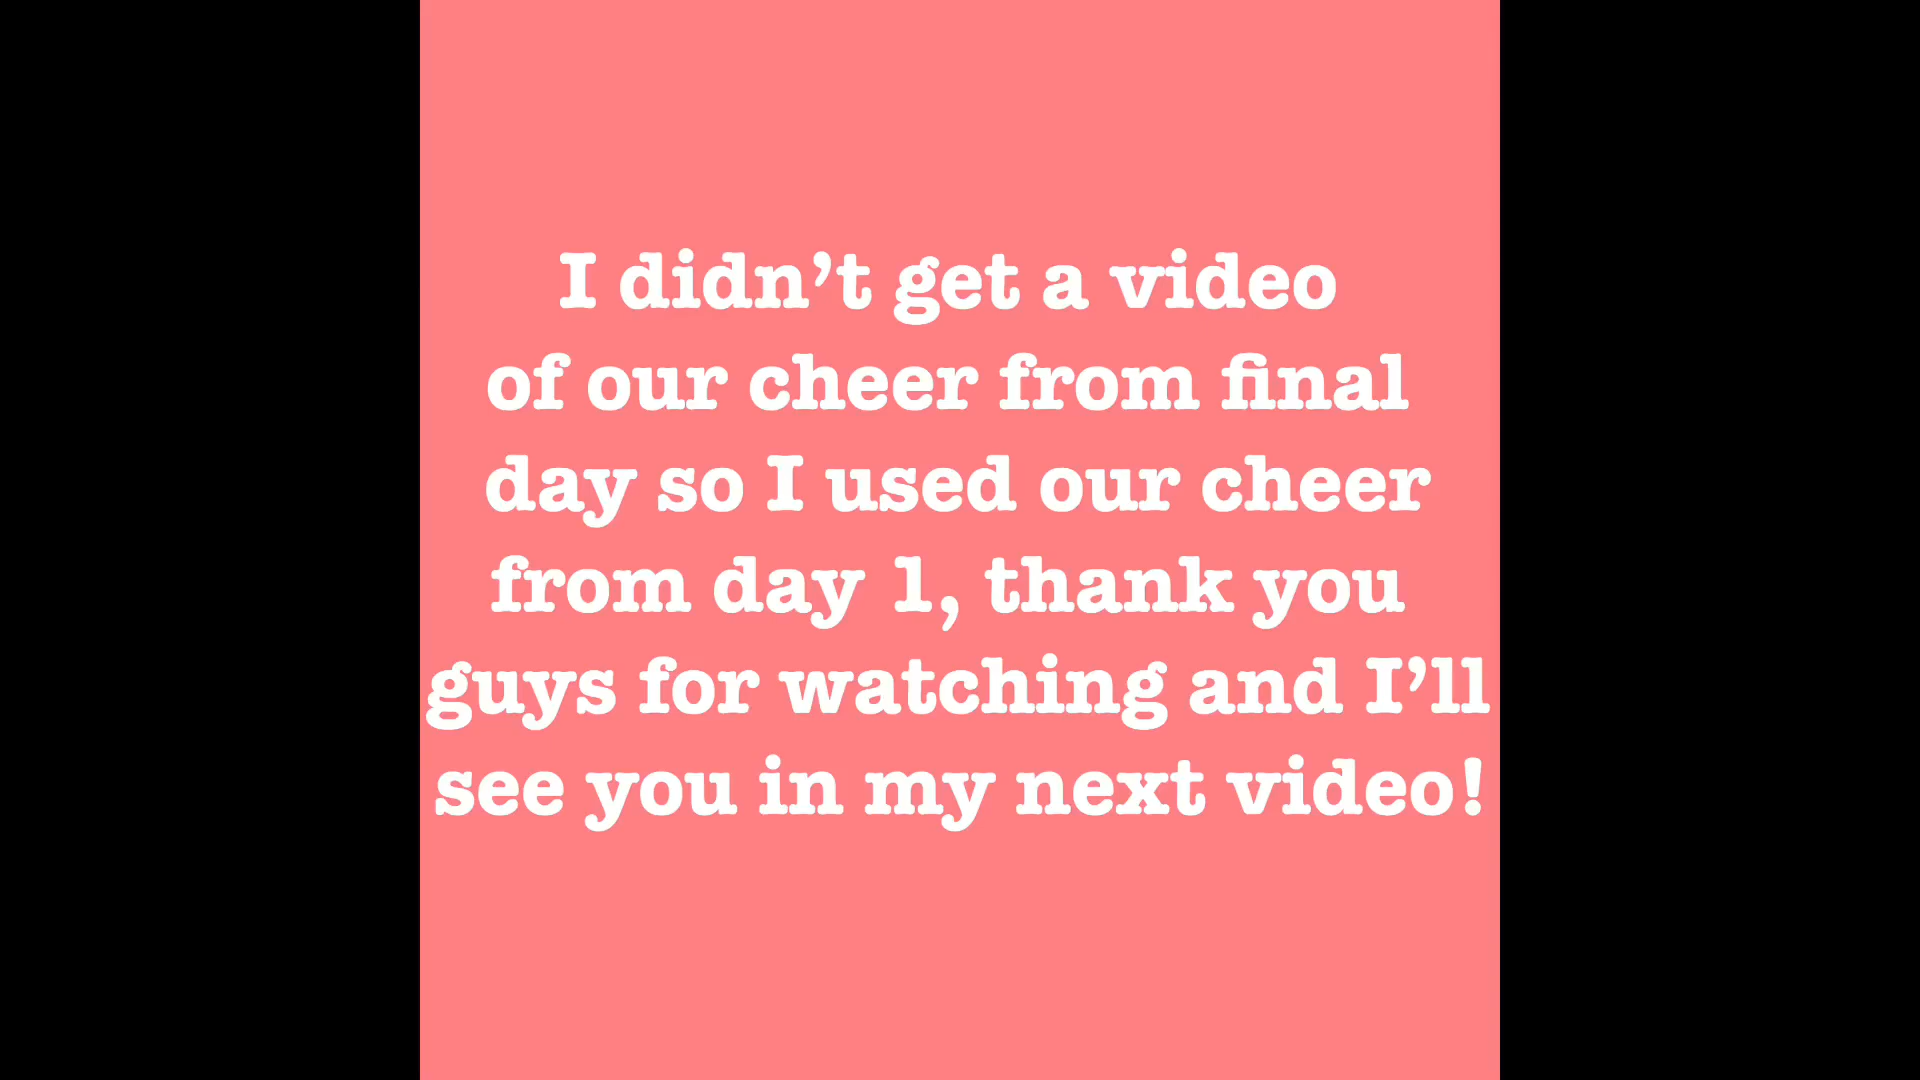 I didn’t get a video
of our cheer from final
day so I used our cheer
from day 1, thank you
guys for watching and I’ll
see you in my next video!